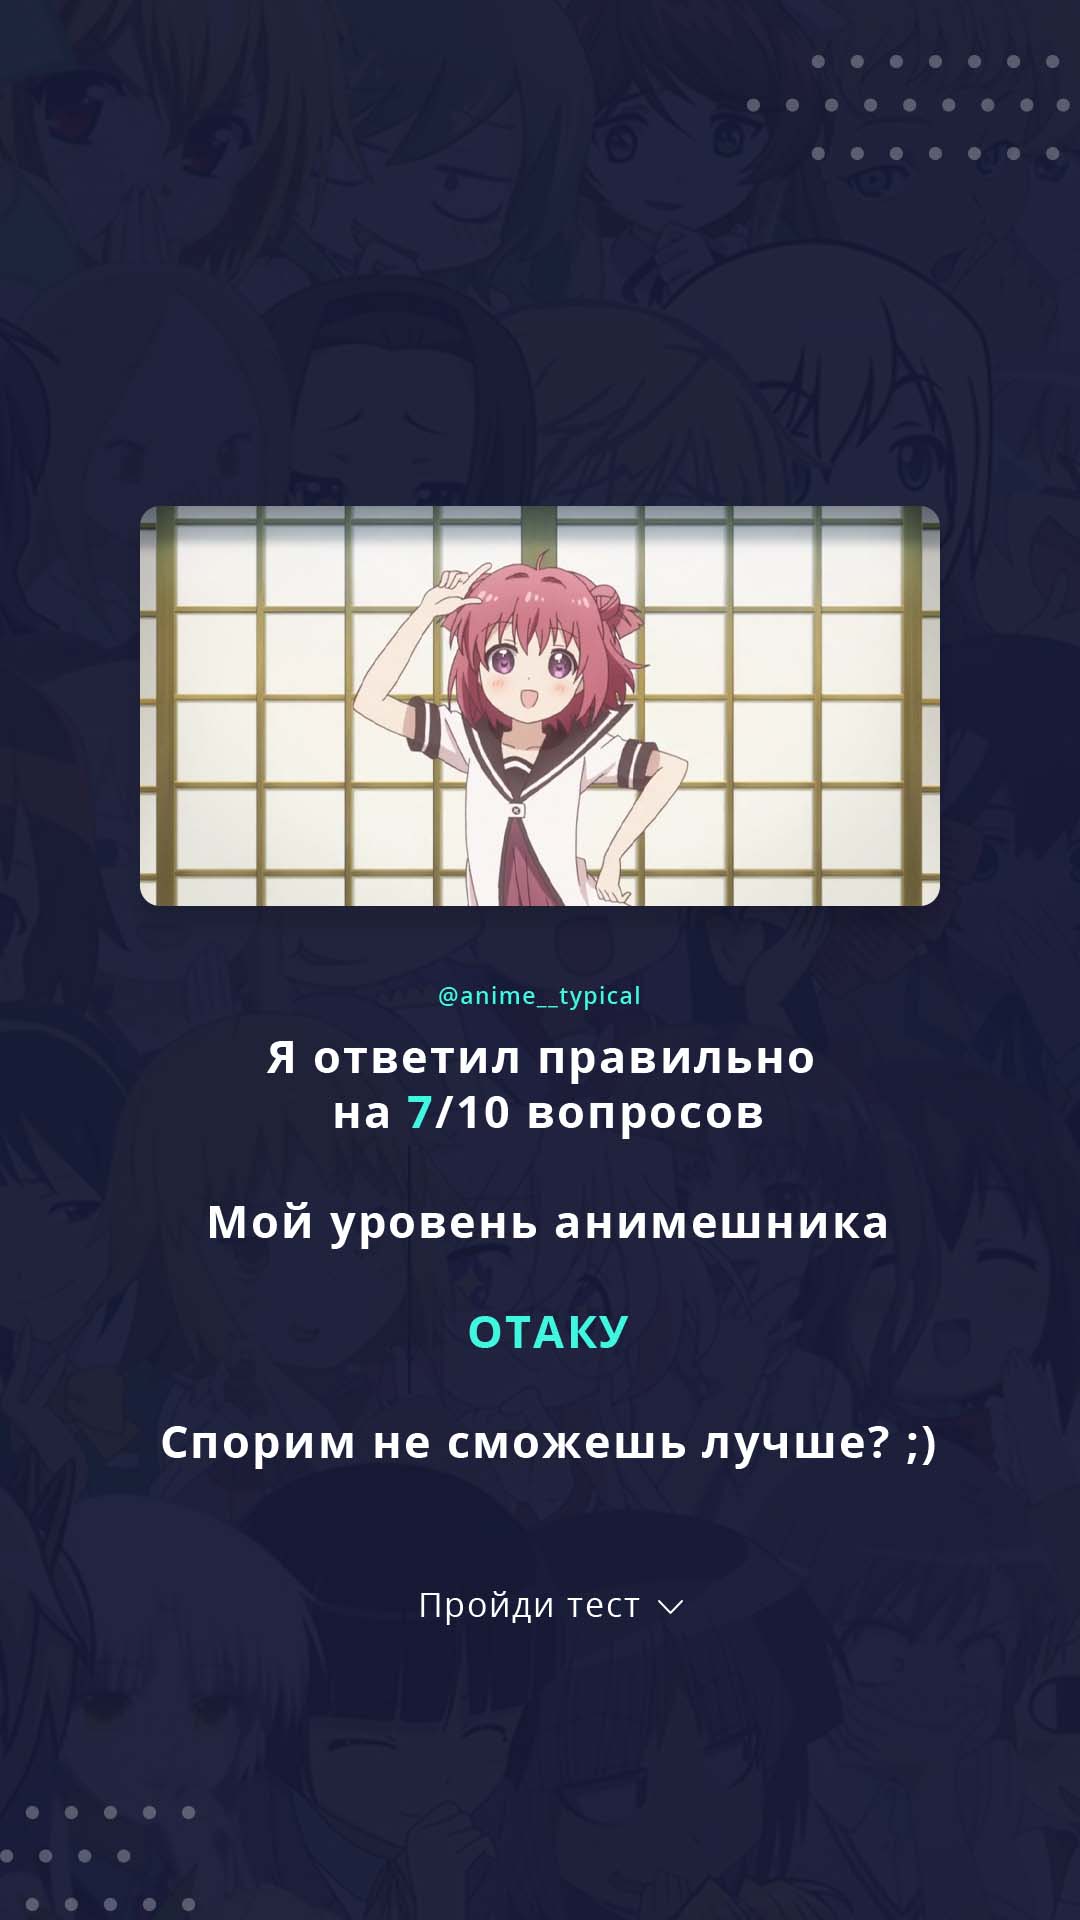 @anime__typical
Я ответил правильно
на 7/10 вопросов
Мой уровень анимешника
ОТАКУ
Спорим не сможешь лучше? ;)
Пройди тест